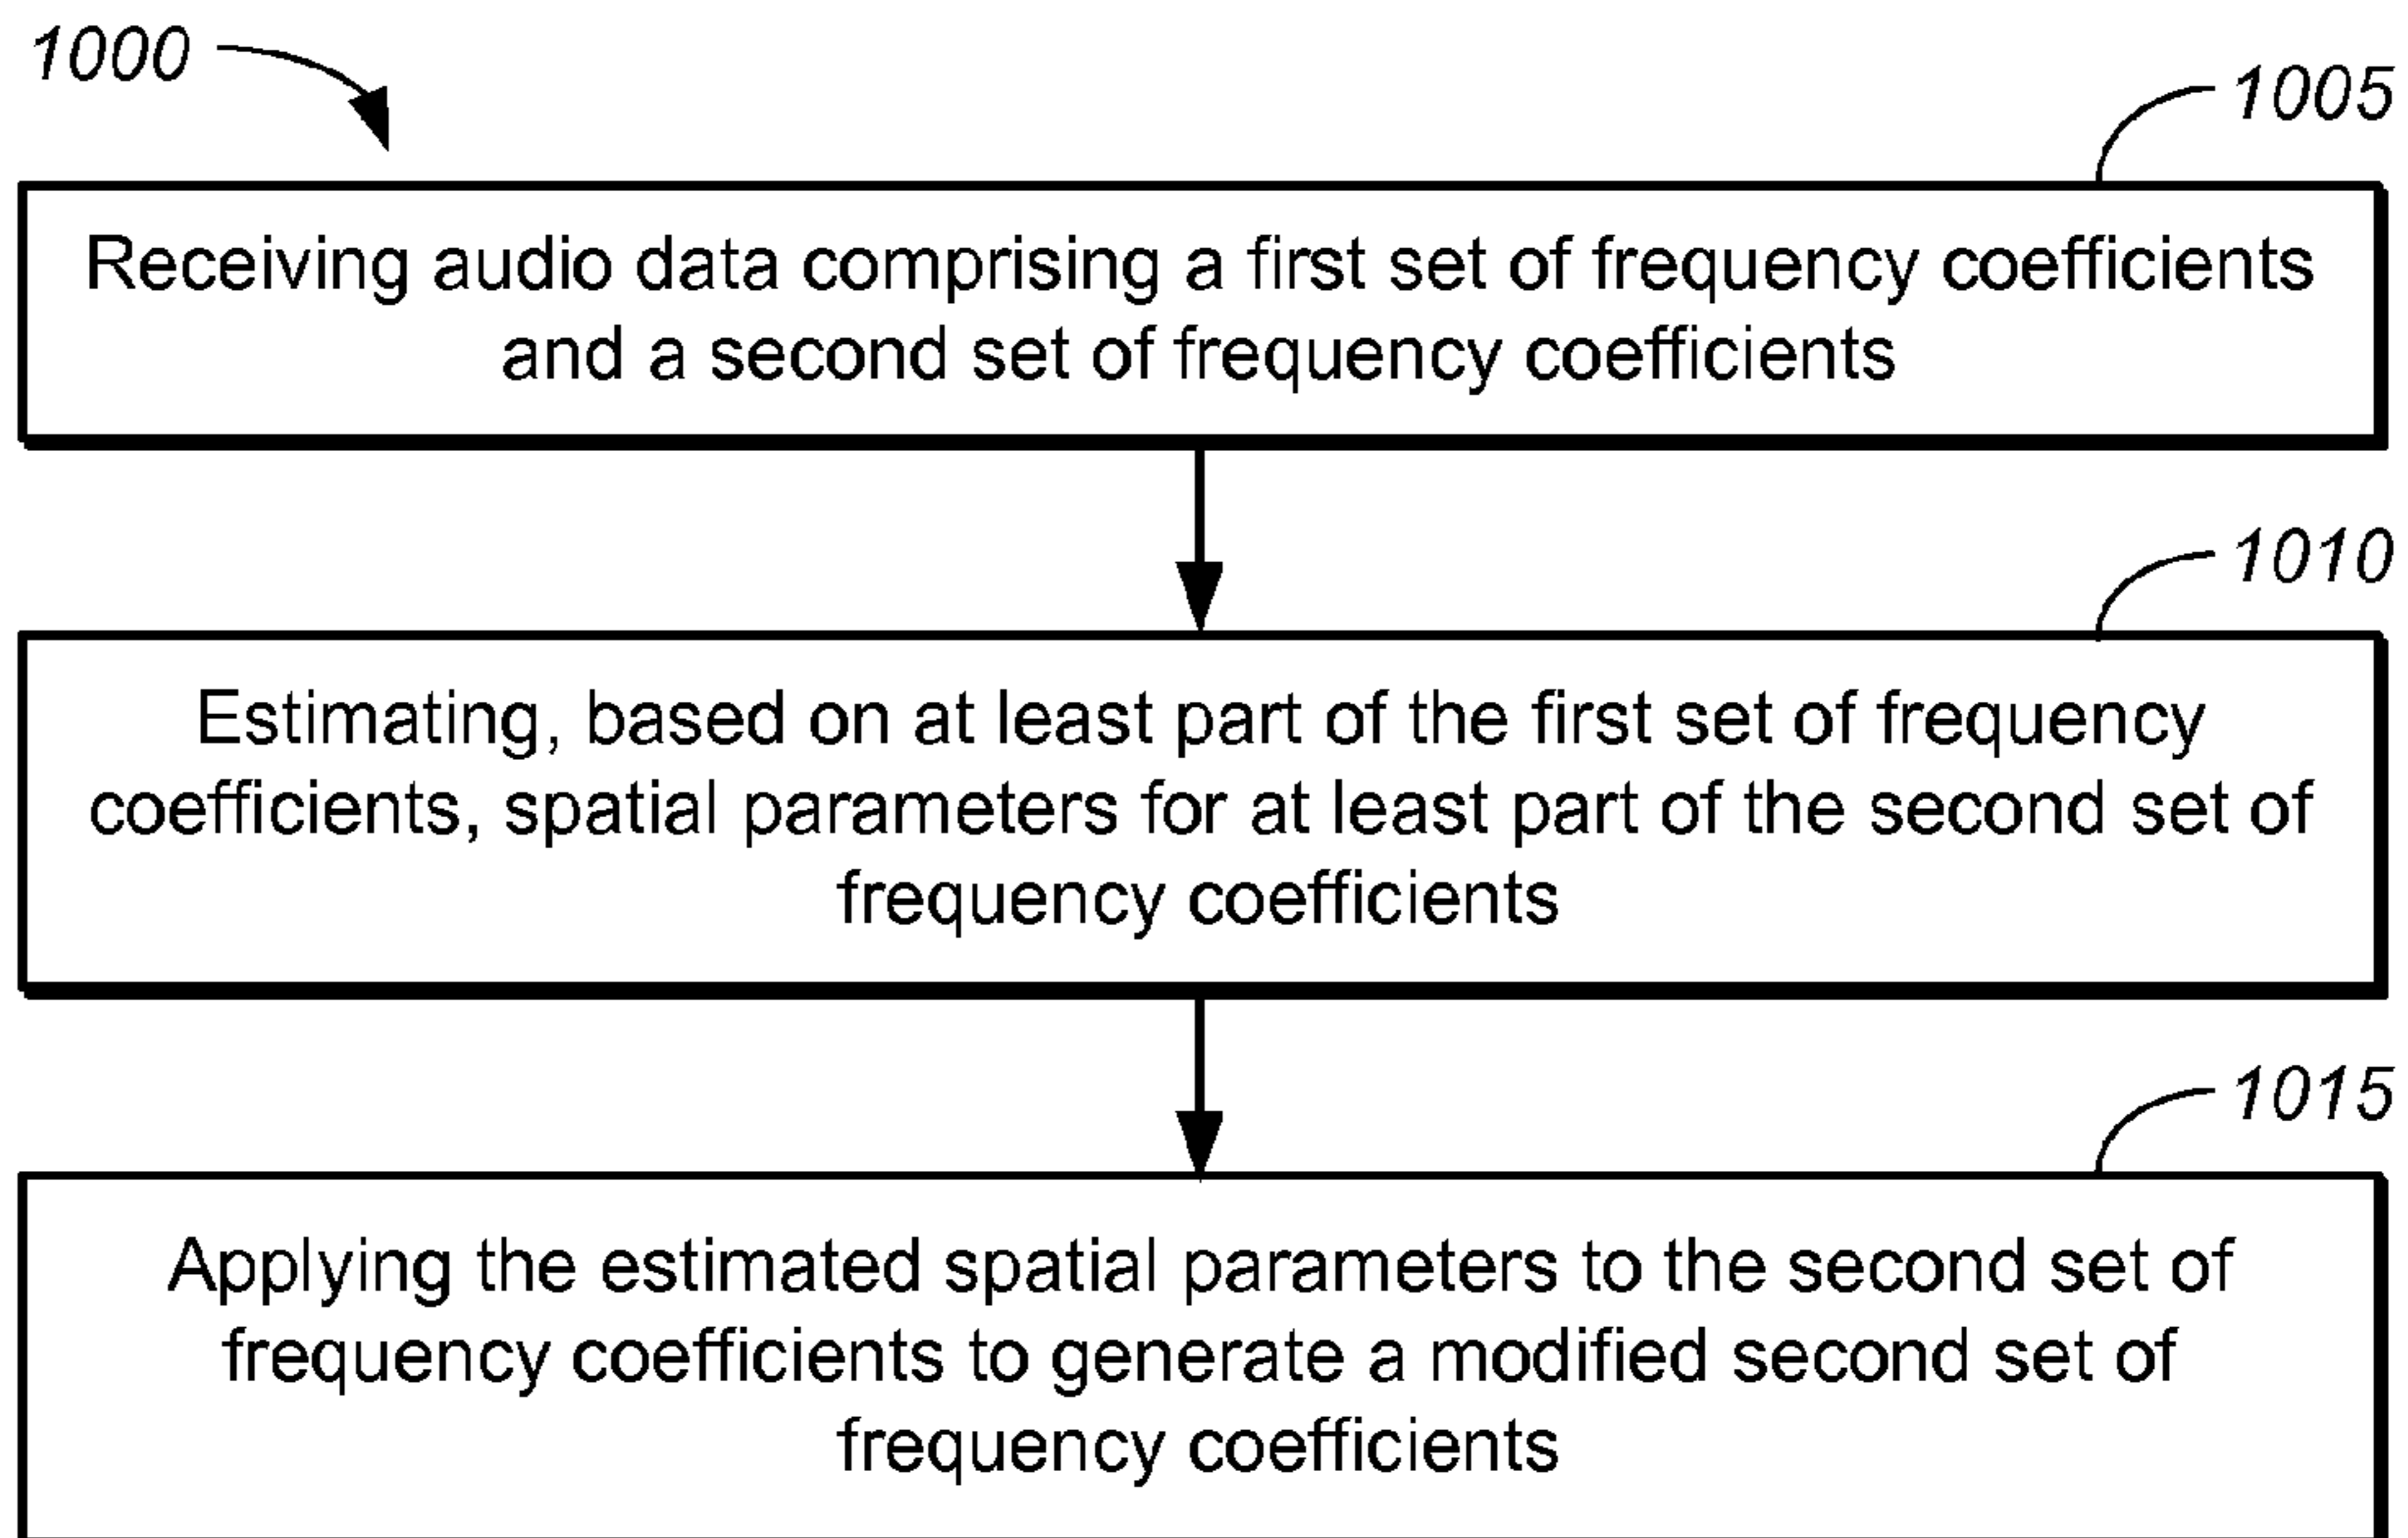 1000
1005
Receiving audio data comprising a first set of frequency coefficients
and a second set of frequency coefficients
1010
Estimating, based on at least part of the first set of frequency
coefficients, spatial parameters for at least part of the second set of
frequency coefficients
1015
Applying the estimated spatial parameters to the second set of
frequency coefficients to generate a modified second set of
frequency coefficients